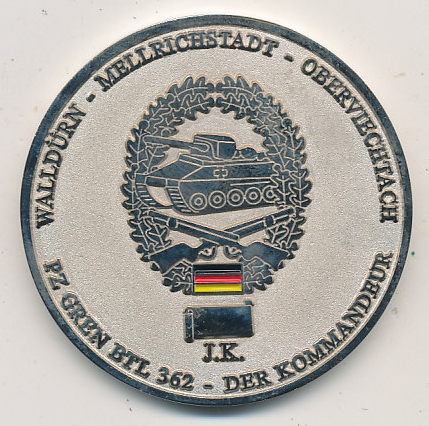 WALLDÜRN - MELLRICHSTADT - OBERVIECHTACH
J.K.
PZ GREN BTL 362 - DER KOMMANDEUR